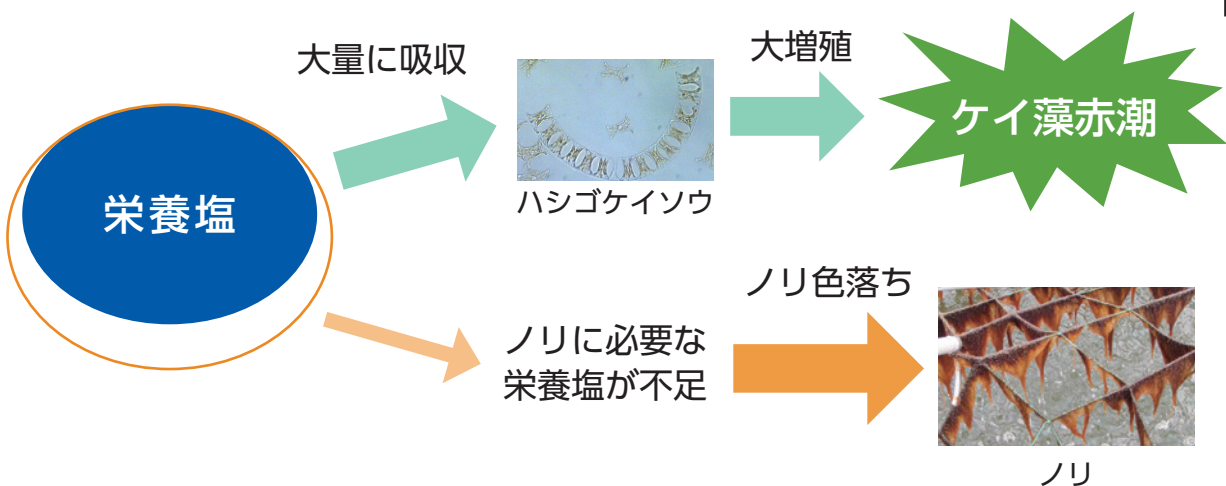 大量に吸収
大増殖
ケイ藻赤潮
ハシゴケイソウ
栄養塩
ノリ色落ち
ノリに必要な
栄養塩が不足
ノリ